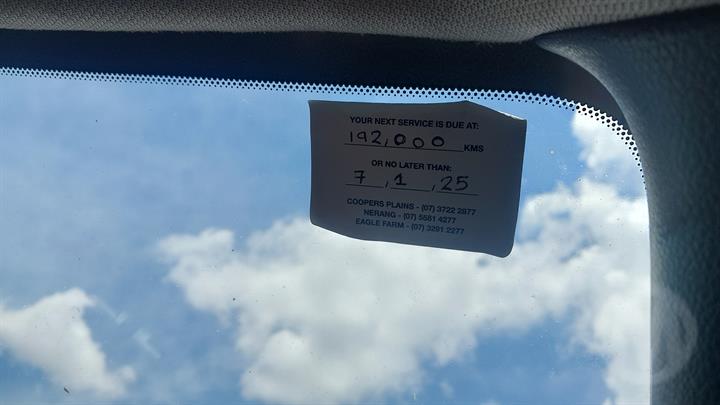 YOUR NEXT SERVICE IS DUE AT:
192,000 KMS
OR NO LATER THAN:
7, 1, 25
COOPERS PLAINS - (07) 3722 2877
NERANG - (07) 5581 4277
EAGLE FARM - (07) 3291 2277